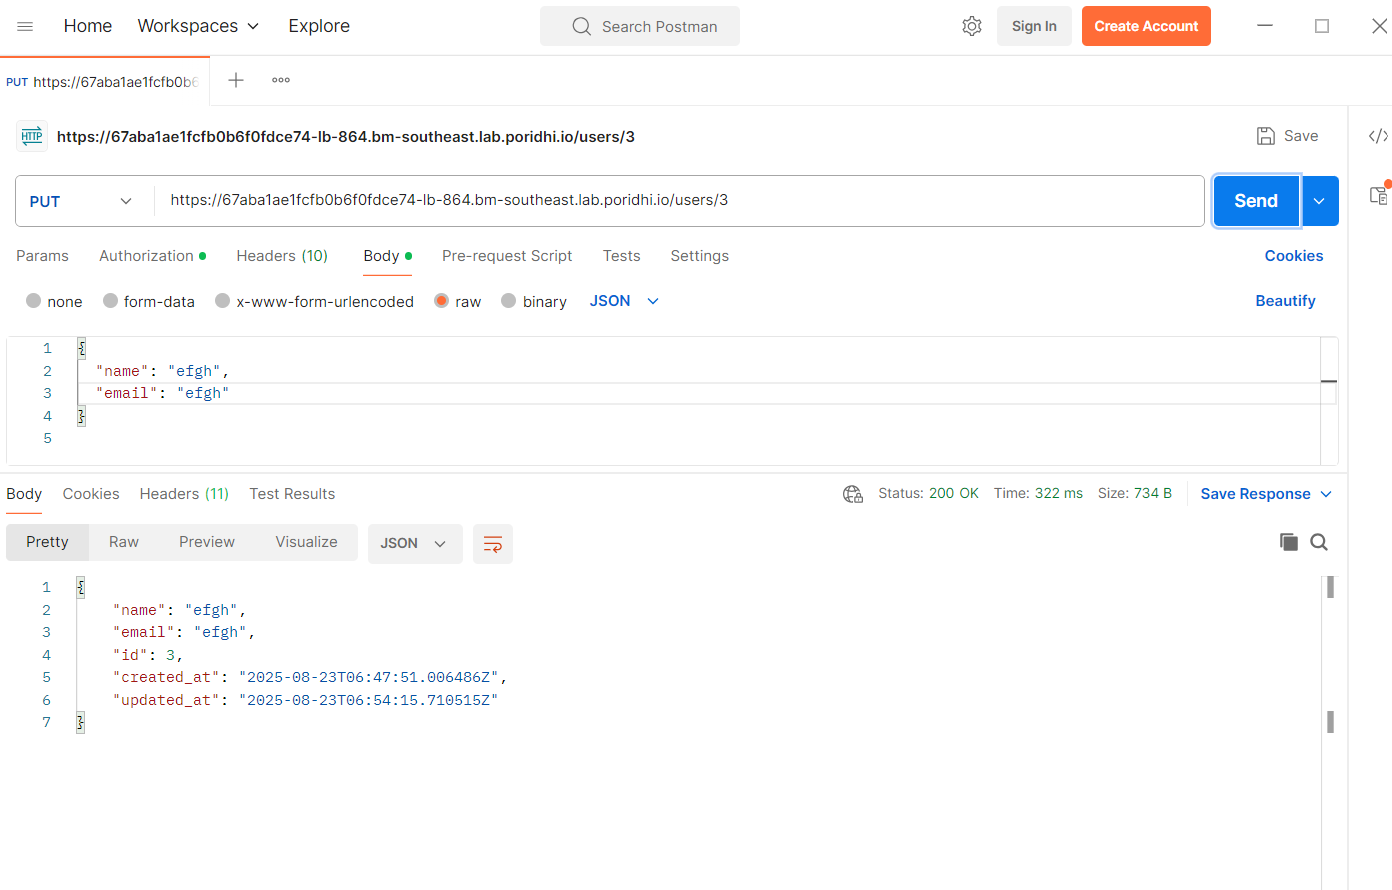 Home Workspaces Explore Search Postman Sign In Create Account
PUT https://67aba1ae1fcfb0b6
HTTP https://67aba1ae1fcfb0b6f0fdce74-lb-864.bm-southeast.lab.poridhi.io/users/3 Save
PUT https://67aba1ae1fcfb0b6f0fdce74-lb-864.bm-southeast.lab.poridhi.io/users/3 Send
Params Authorization Headers (10) Body Pre-request Script Tests Settings Cookies
none form-data x-www-form-urlencoded raw binary JSON Beautify
1 {
2 "name": "efgh",
3 "email": "efgh"
4 }
5
Body Cookies Headers (11) Test Results Status: 200 OK Time: 322 ms Size: 734 B Save Response
Pretty Raw Preview Visualize JSON
1 {
2 "name": "efgh",
3 "email": "efgh",
4 "id": 3,
5 "created_at": "2025-08-23T06:47:51.006486Z",
6 "updated_at": "2025-08-23T06:54:15.710515Z"
7 }